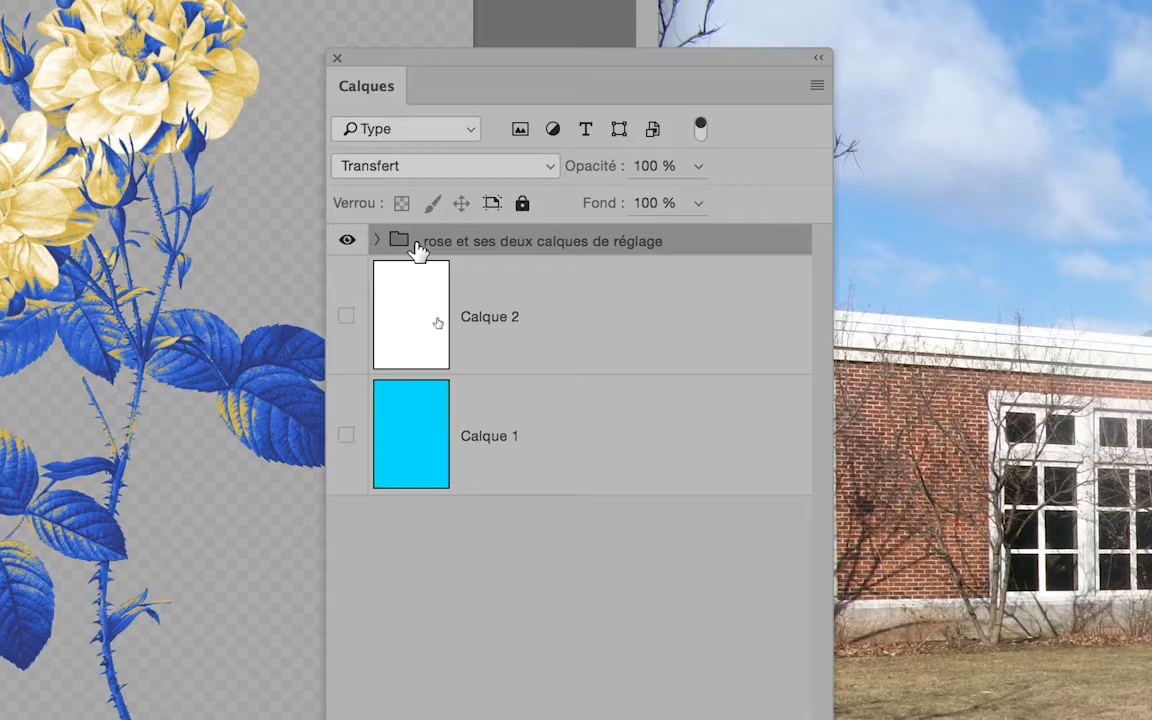 Calques
Type
Transfert
Opacité : 100 %
Verrou :
Fond : 100 %
rose et ses deux calques de réglage
Calque 2
Calque 1